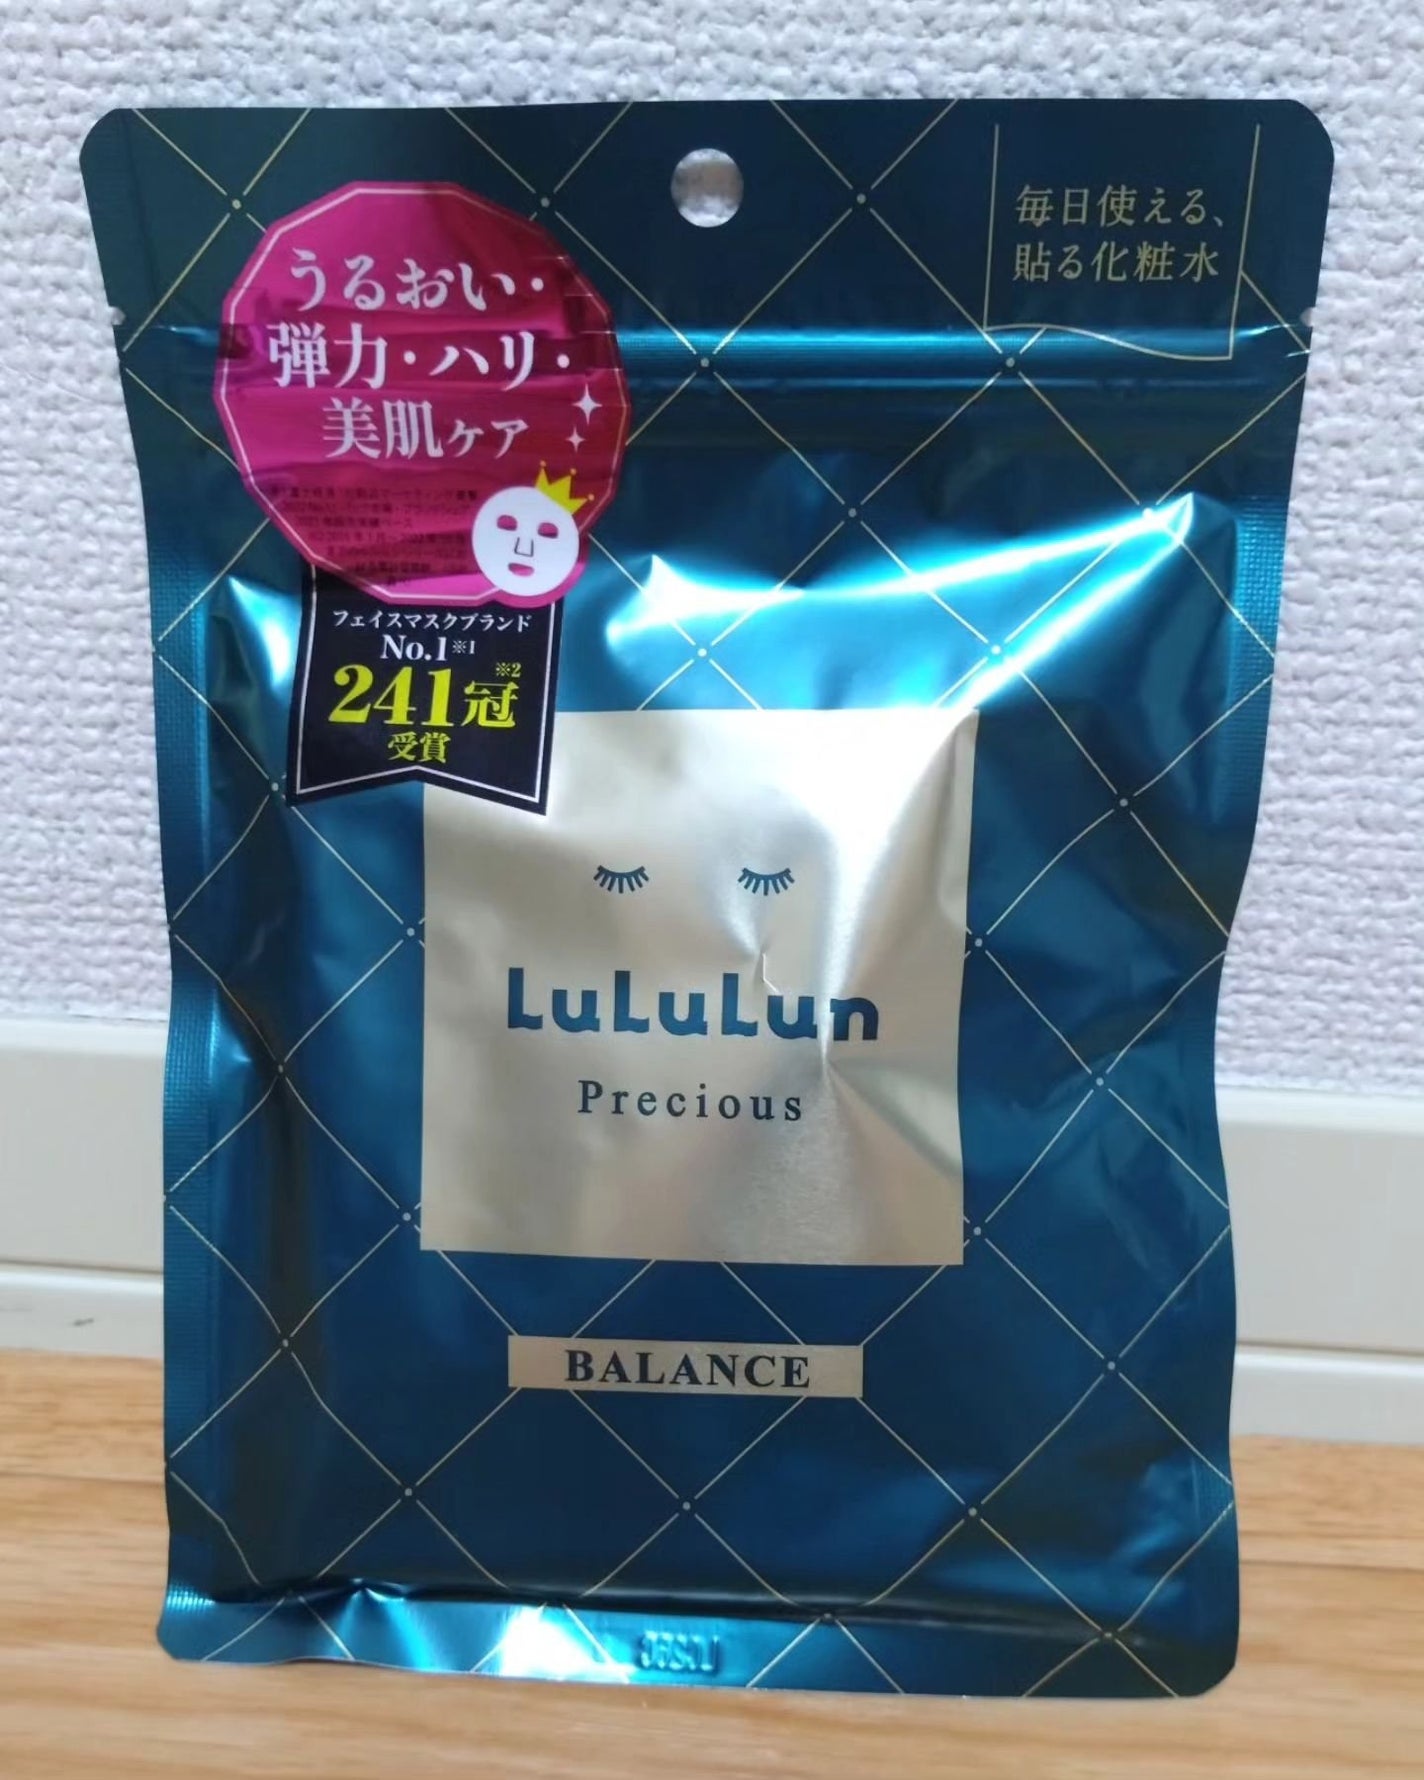 毎日使える、
貼る化粧水
うるおい・
弾力・ハリ・
美肌ケア
フェイスマスクブランド
No.1※1
241冠※2
受賞
LuLuLun
Precious
BALANCE